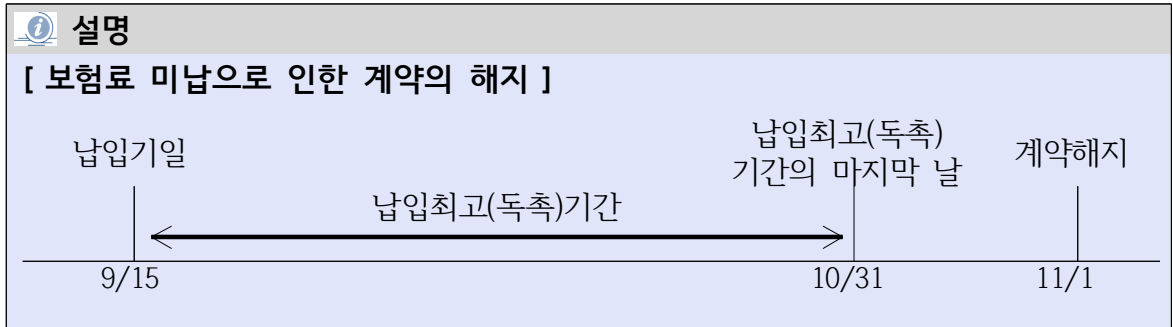 설명
[ 보험료 미납으로 인한 계약의 해지 ]
납입기일
납입최고(독촉)
기간의 마지막 날
계약해지
납입최고(독촉)기간
9/15
10/31
11/1